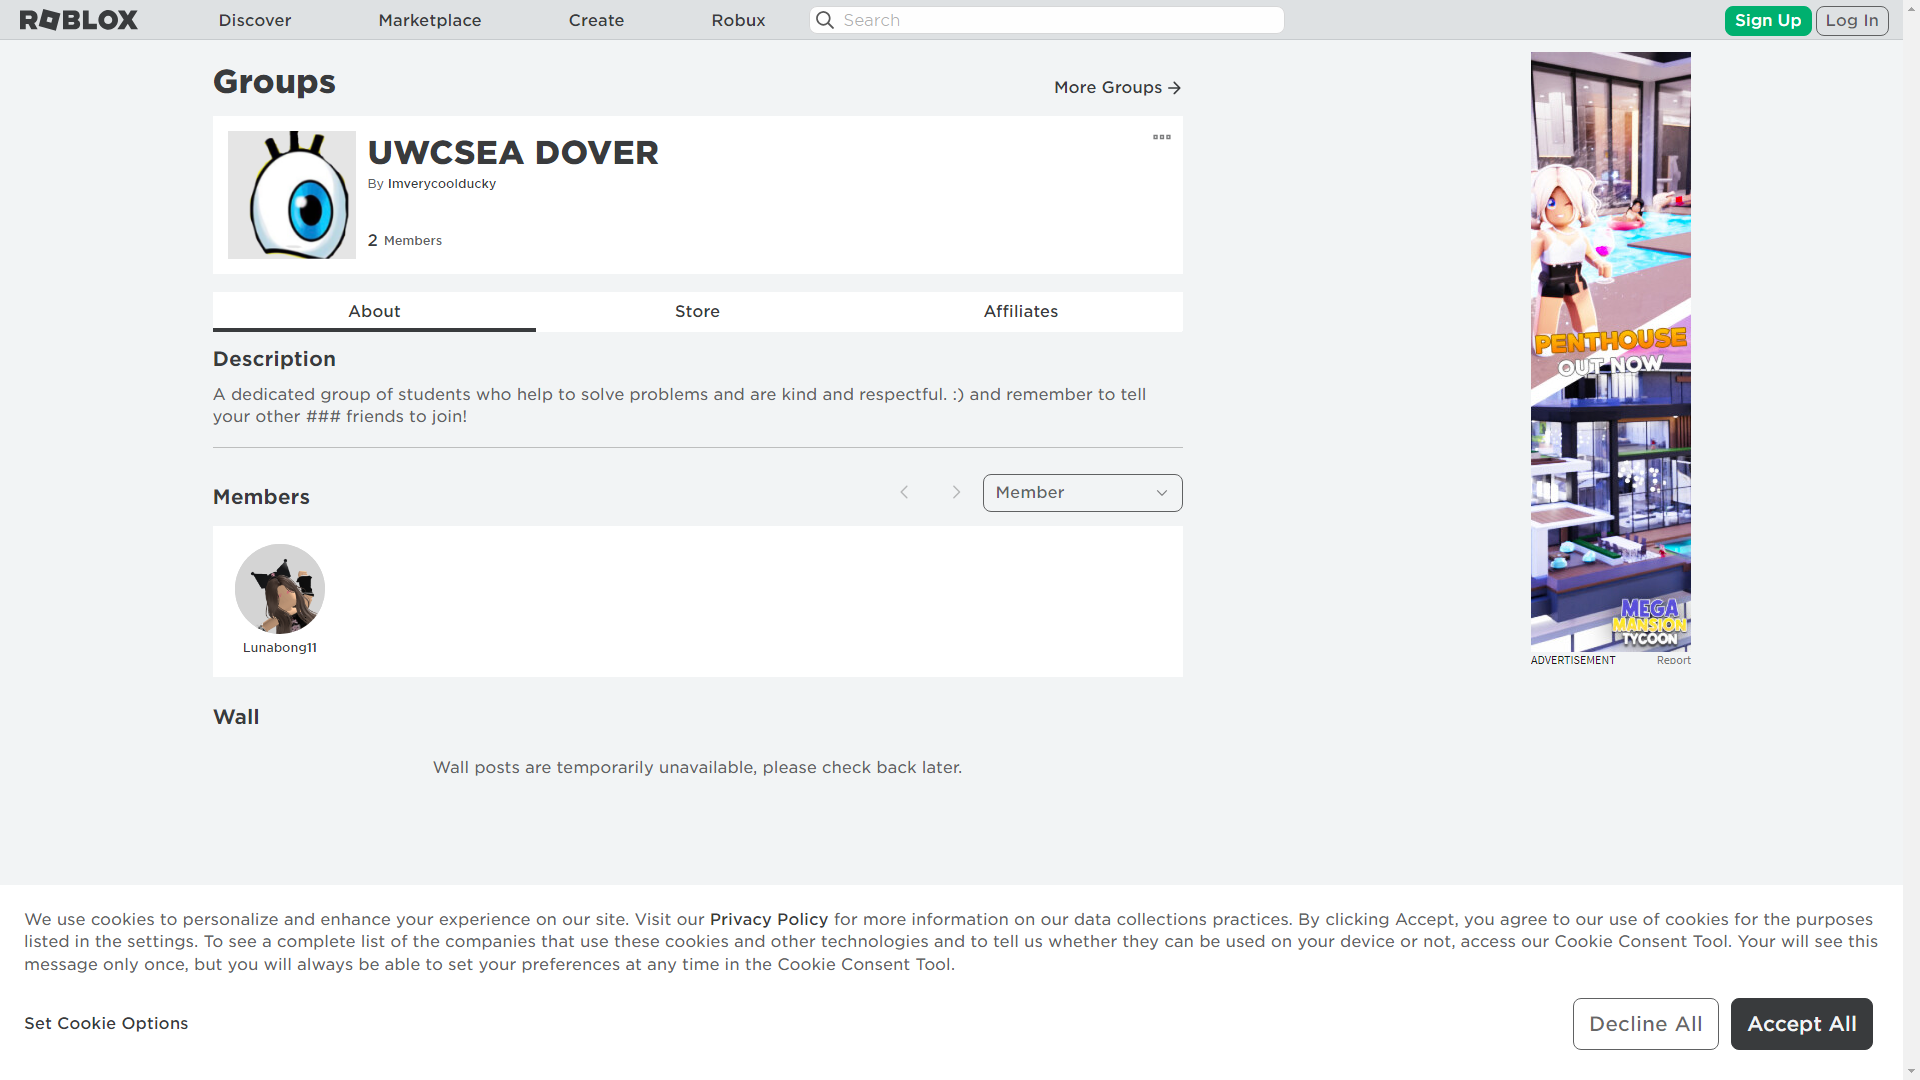 ROBLOX
Discover
Marketplace
Create
Robux
Search
Sign Up
Log In
Groups
More Groups
UWCSEA DOVER
By Imverycoolducky
2 Members
About
Store
Affiliates
Description
A dedicated group of students who help to solve problems and are kind and respectful. :) and remember to tell
your other ### friends to join!
Members
Member
Lunabong11
Wall
Wall posts are temporarily unavailable, please check back later.
PENTHOUSE
OUT NOW
MEGA
MANSION
TYCOON
ADVERTISEMENT
Report
We use cookies to personalize and enhance your experience on our site. Visit our Privacy Policy for more information on our data collections practices. By clicking Accept, you agree to our use of cookies for the purposes
listed in the settings. To see a complete list of the companies that use these cookies and other technologies and to tell us whether they can be used on your device or not, access our Cookie Consent Tool. Your will see this
message only once, but you will always be able to set your preferences at any time in the Cookie Consent Tool.
Set Cookie Options
Decline All
Accept All